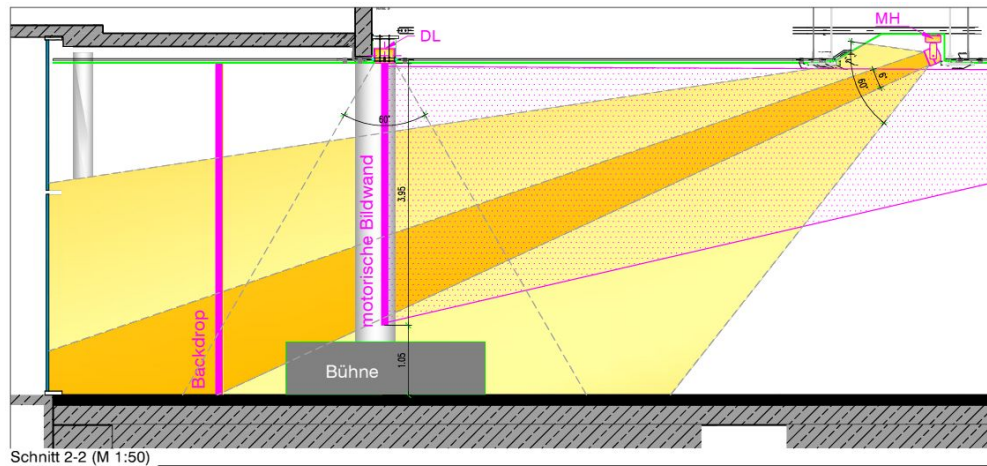 MH
DL
6°
60°
60°
3.95
motorische Bildwand
Backdrop
1.05
Bühne
Schnitt 2-2 (M 1:50)